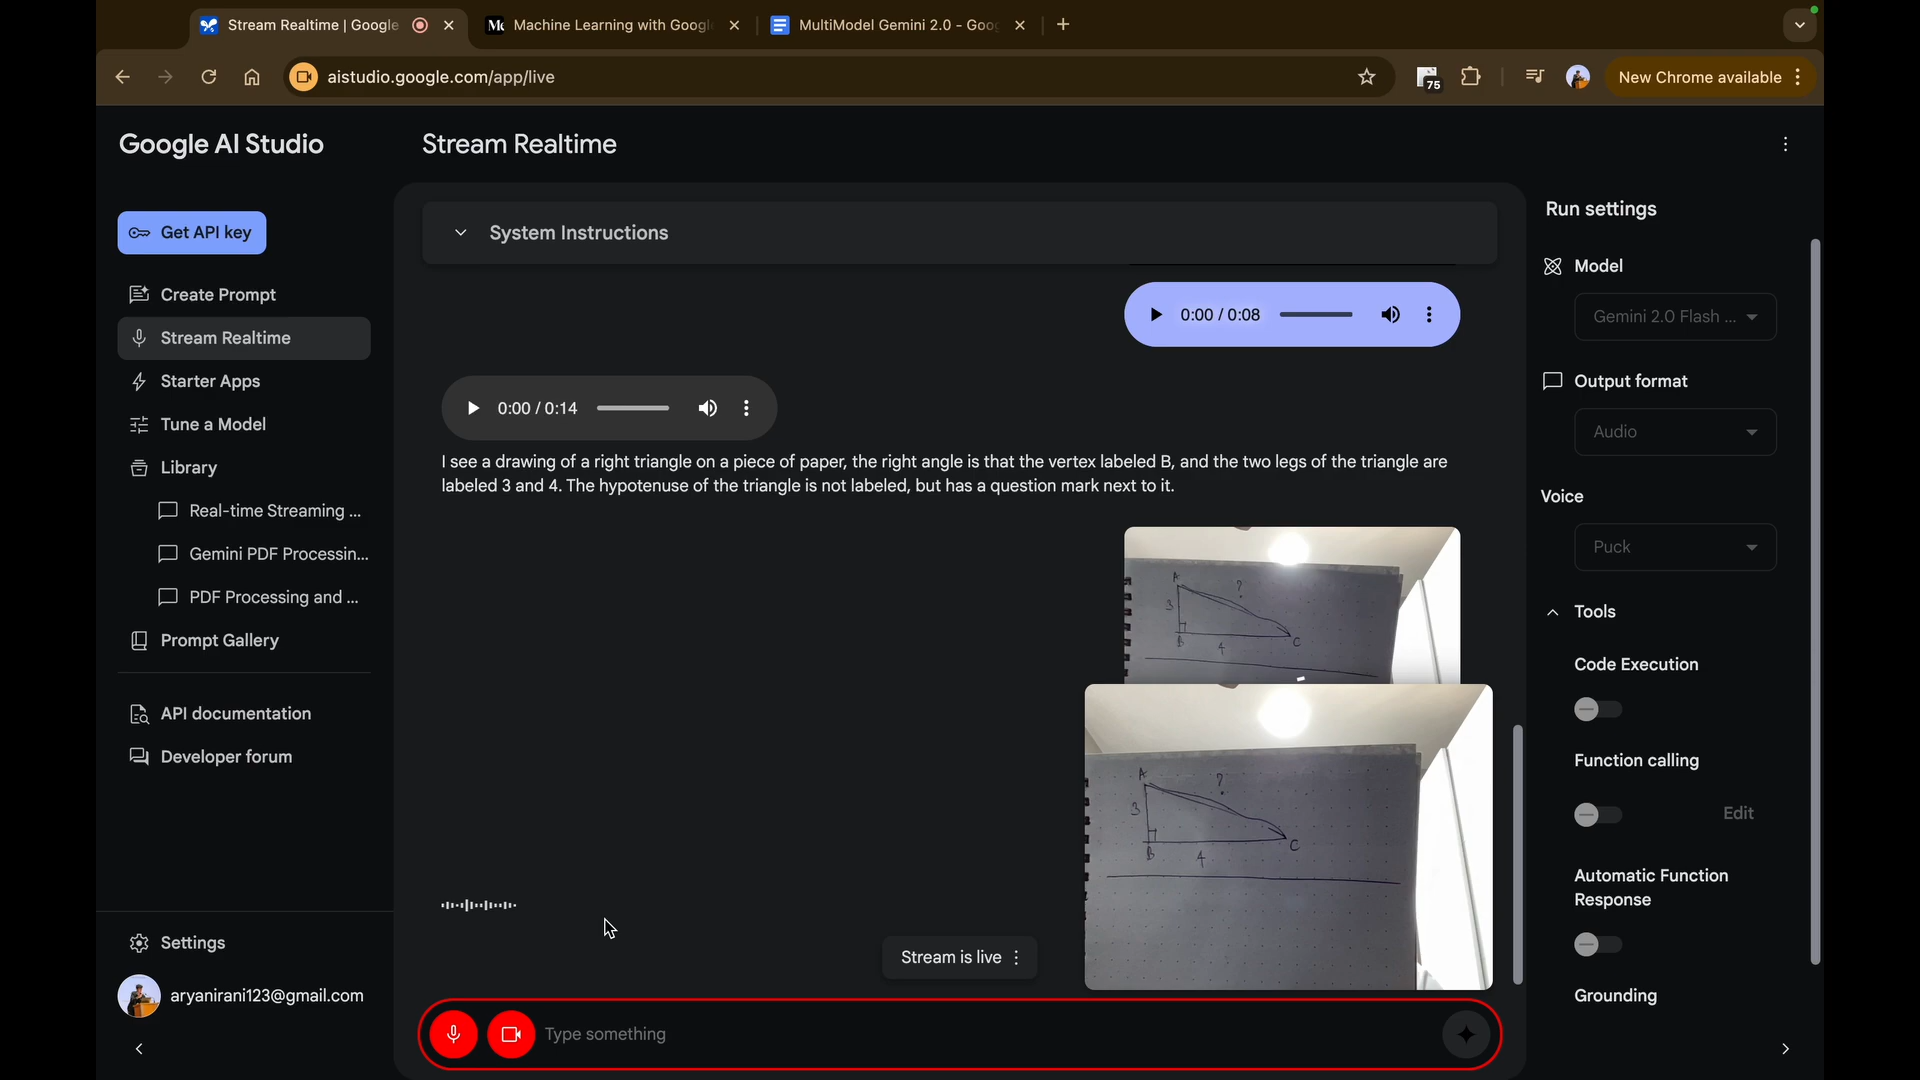 Stream Realtime | Google
Machine Learning with Googl
MultiModel Gemini 2.0 - Goo
aistudio.google.com/app/live
75
New Chrome available
Google AI Studio
Stream Realtime
Get API key
Create Prompt
Stream Realtime
Starter Apps
Tune a Model
Library
Real-time Streaming ...
Gemini PDF Processin...
PDF Processing and ...
Prompt Gallery
API documentation
Developer forum
Settings
aryanirani123@gmail.com
System Instructions
0:00 / 0:08
0:00 / 0:14
I see a drawing of a right triangle on a piece of paper, the right angle is that the vertex labeled B, and the two legs of the triangle are
labeled 3 and 4. The hypotenuse of the triangle is not labeled, but has a question mark next to it.
A
?
3
B
4
C
A
?
3
B
4
C
Stream is live
Type something
Run settings
Model
Gemini 2.0 Flash ...
Output format
Audio
Voice
Puck
Tools
Code Execution
Function calling
Edit
Automatic Function
Response
Grounding